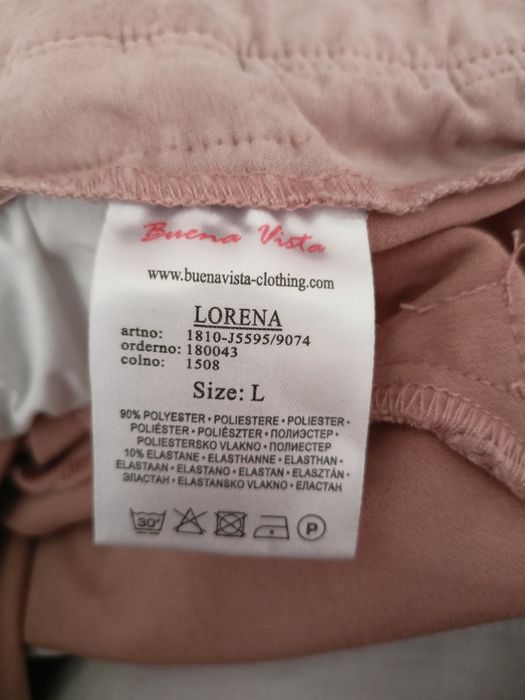 Buena Vista
www.buenavista-clothing.com
LORENA
artno: 1810-J5595/9074
orderno: 180043
colno: 1508
Size: L
90% POLYESTER • POLIESTERE • POLIESTER •
POLIÉSTER • POLIÉSZTER • ПОЛИЭСТЕР •
POLIESTERSKO VLAKNO • ПОЛИЕСТЕР
10% ELASTANE • ELASTHANNE • ELASTHAN •
ELASTAAN • ELASTANO • ELASTAN • ELASZTÁN •
ЭЛАСТАН • ELASTANSKO VLAKNO • ЕЛАСТАН
30° P